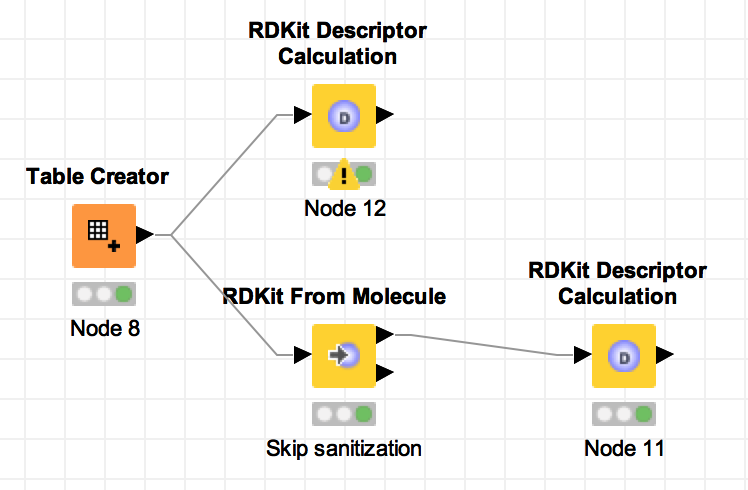 RDKit Descriptor
Calculation
D
!
Node 12
Table Creator
Node 8
RDKit From Molecule
Skip sanitization
RDKit Descriptor
Calculation
D
Node 11